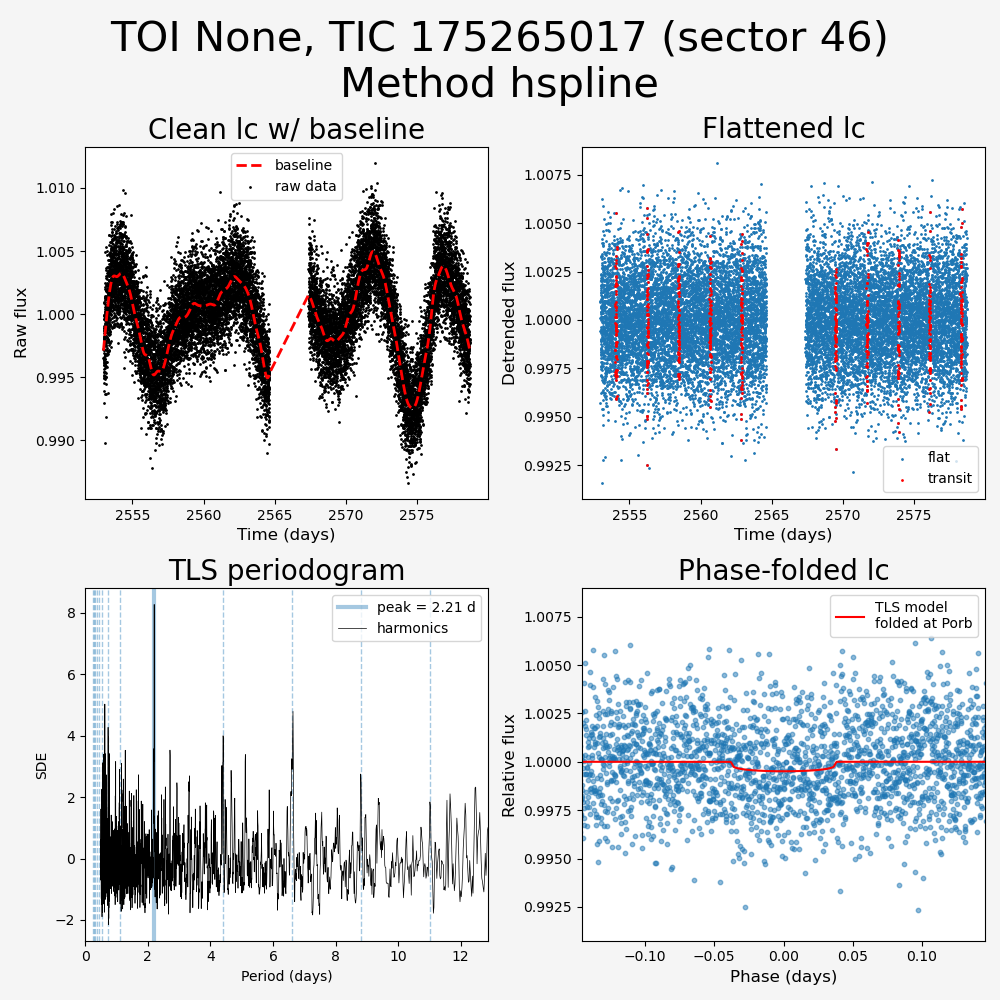 TOI None, TIC 175265017 (sector 46)
Method hspline
Clean lc w/ baseline
baseline
raw data
1.010
1.005
1.000
0.995
0.990
Raw flux
2555
2560
2565
2570
2575
Time (days)
Flattened lc
1.0075
1.0050
1.0025
1.0000
0.9975
0.9950
0.9925
Detrended flux
flat
transit
2555
2560
2565
2570
2575
Time (days)
TLS periodogram
peak = 2.21 d
harmonics
8
6
4
2
0
−2
SDE
0
2
4
6
8
10
12
Period (days)
Phase-folded lc
TLS model
folded at Porb
1.0075
1.0050
1.0025
1.0000
0.9975
0.9950
0.9925
Relative flux
−0.10
−0.05
0.00
0.05
0.10
Phase (days)